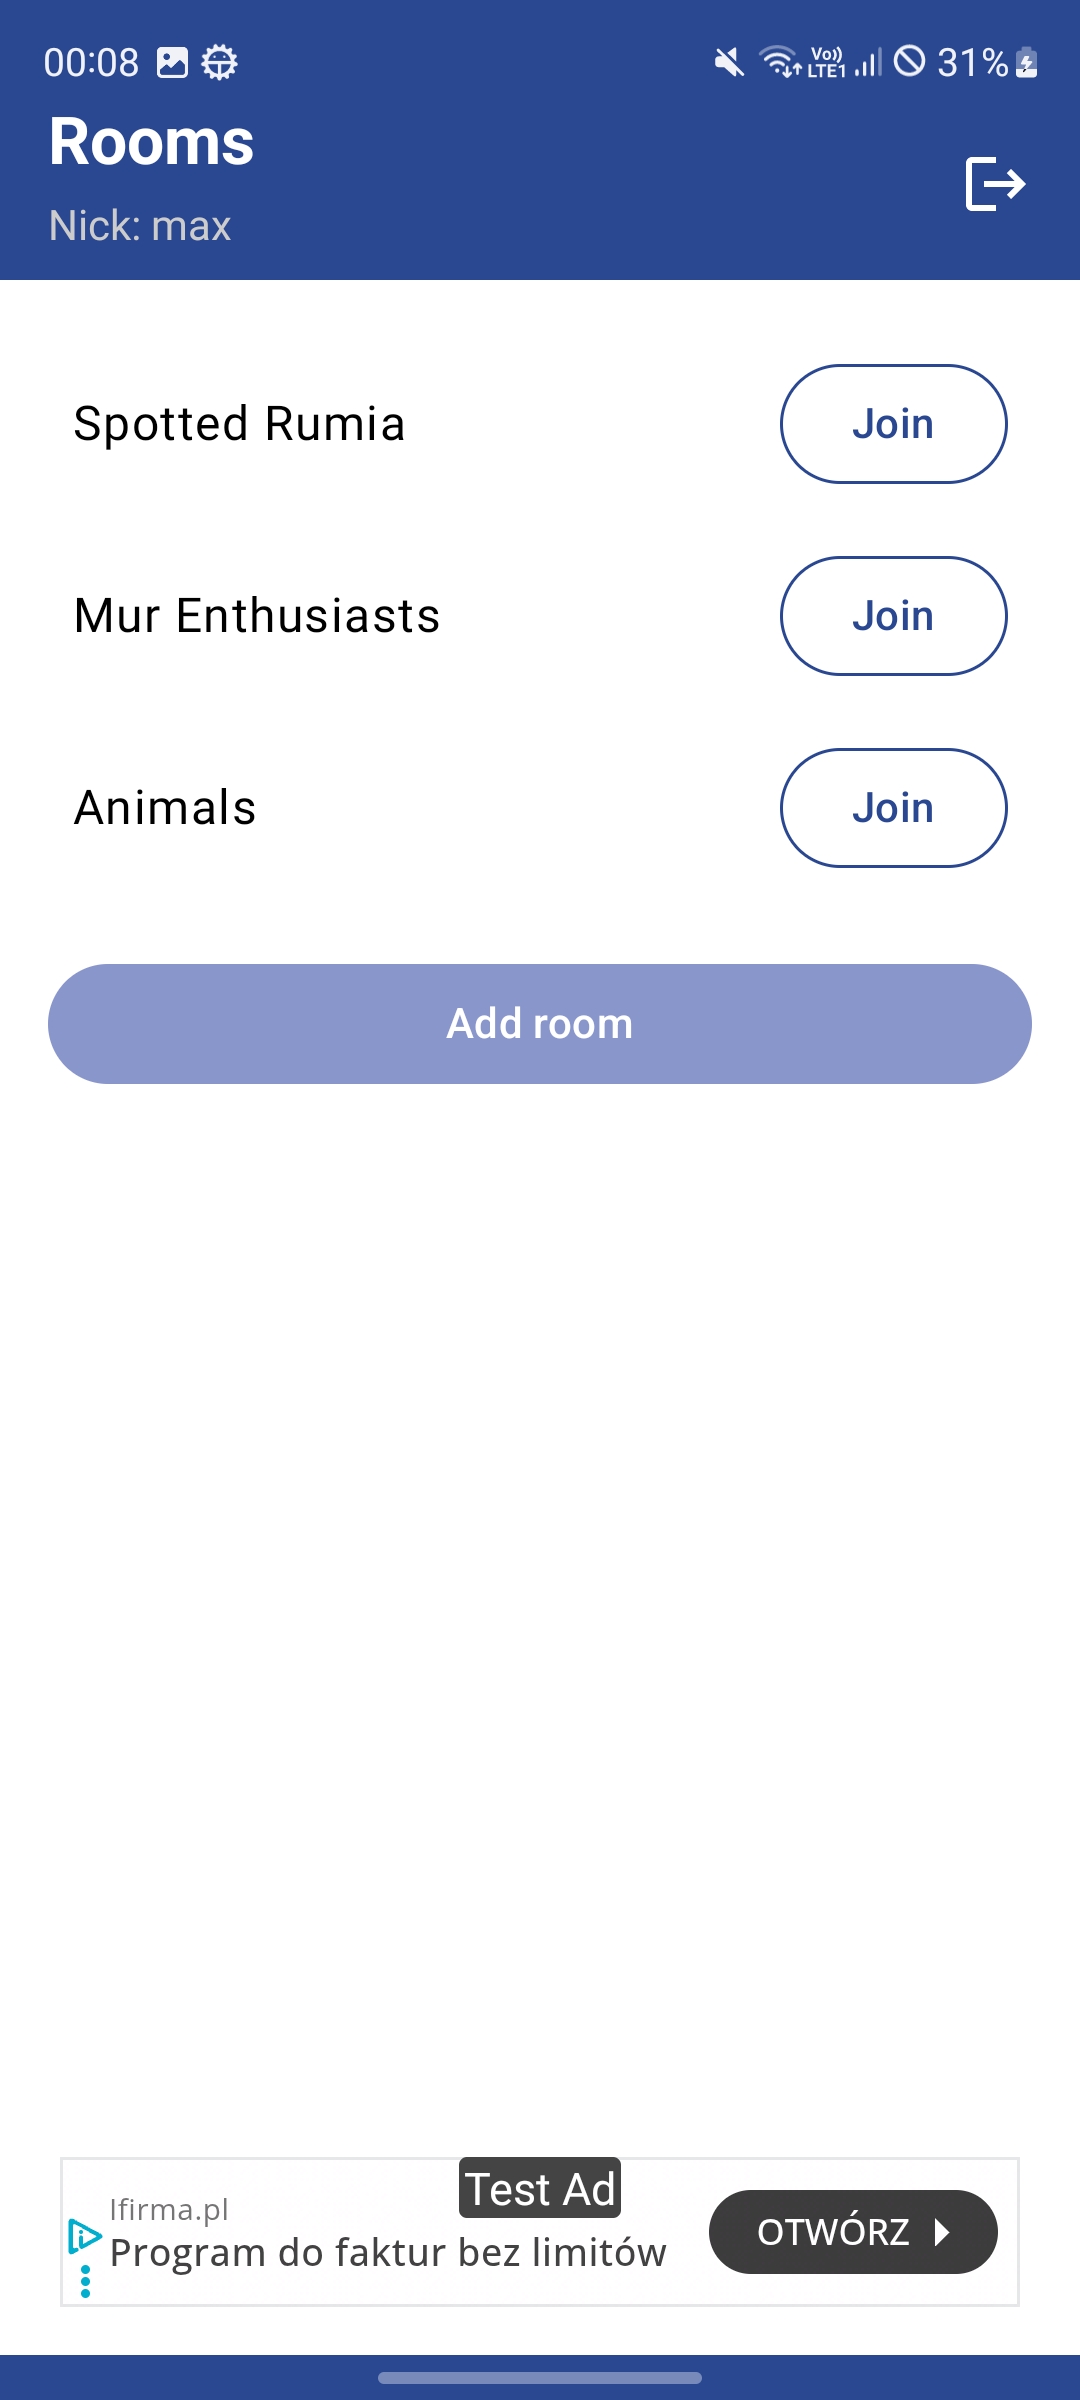 00:08
Vo)) LTE1 31%
Rooms
Nick: max
Spotted Rumia
Join
Mur Enthusiasts
Join
Animals
Join
Add room
Test Ad
Ifirma.pl
Program do faktur bez limitów
OTWÓRZ